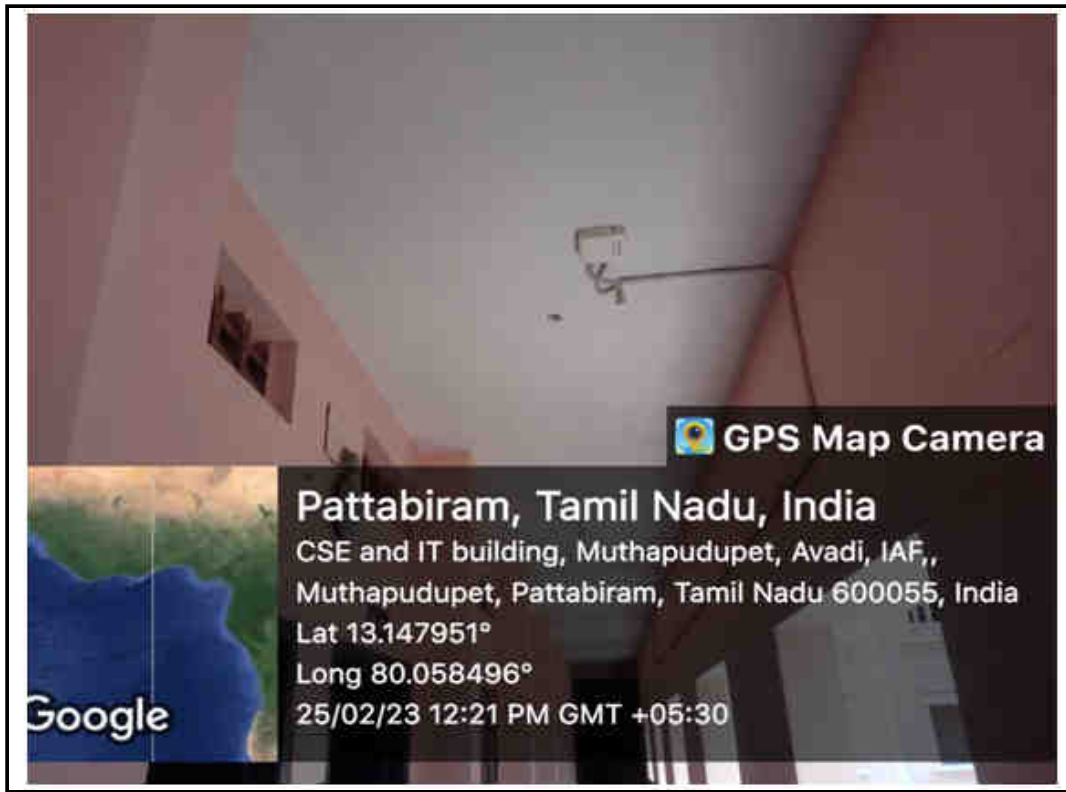 GPS Map Camera
Pattabiram, Tamil Nadu, India
CSE and IT building, Muthapudupet, Avadi, IAF,,
Muthapudupet, Pattabiram, Tamil Nadu 600055, India
Lat 13.147951°
Long 80.058496°
25/02/23 12:21 PM GMT +05:30
Google